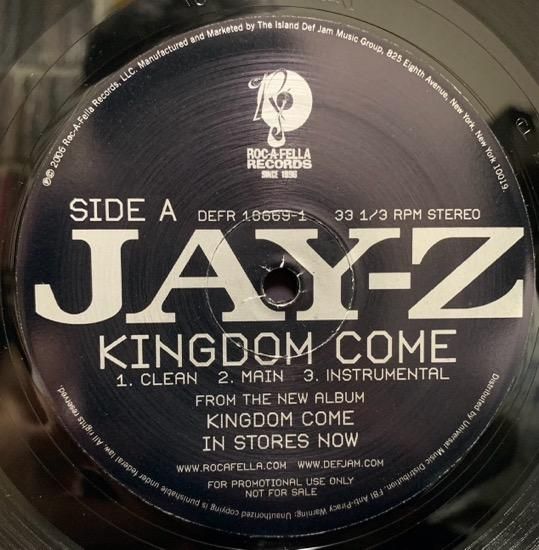 ℗© 2006 Roc-A-Fella Records, LLC. Manufactured and Marketed by The Island Def Jam Music Group, 825 Eighth Avenue, New York, New York 10019.
ROC-A-FELLA
RECORDS
SINCE 1996
SIDE A DEFR 16669-1 33 1/3 RPM STEREO
JAY-Z
KINGDOM COME
1. CLEAN 2. MAIN 3. INSTRUMENTAL
FROM THE NEW ALBUM
KINGDOM COME
IN STORES NOW
WWW.ROCAFELLA.COM WWW.DEFJAM.COM
FOR PROMOTIONAL USE ONLY
NOT FOR SALE
Distributed by Universal Music Distribution. FBI Anti-Piracy Warning: Unauthorized copying is punishable under federal law. All rights reserved.